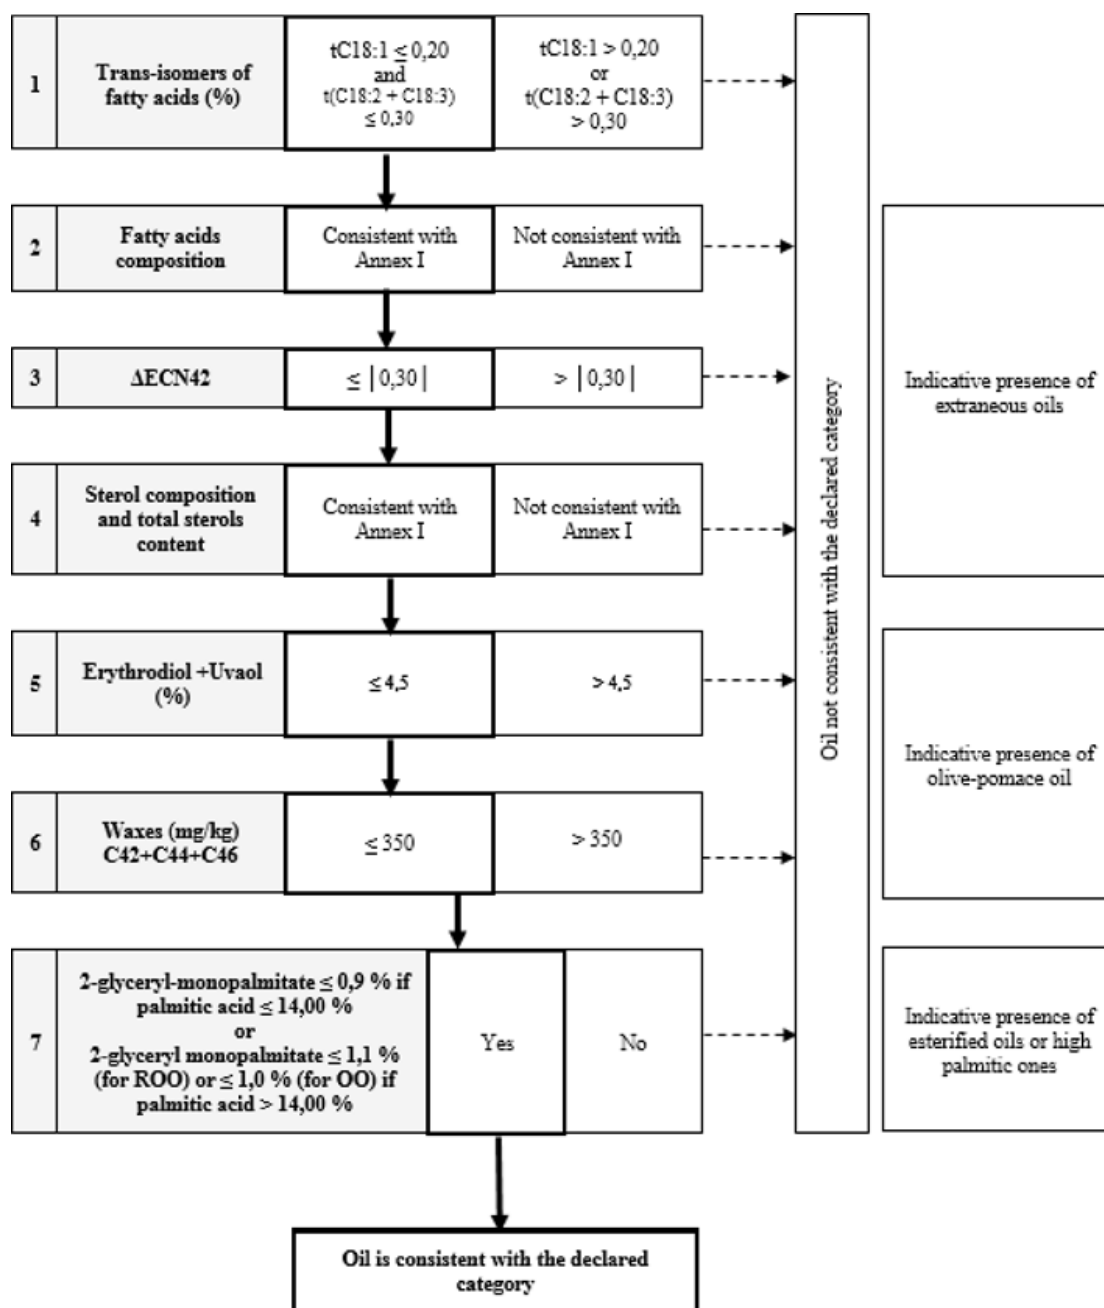 1
Trans-isomers of
fatty acids (%)
tC18:1 ≤ 0,20
and
t(C18:2 + C18:3)
≤ 0,30
tC18:1 > 0,20
or
t(C18:2 + C18:3)
> 0,30
2
Fatty acids
composition
Consistent with
Annex I
Not consistent with
Annex I
3
ΔECN42
≤ |0,30|
> |0,30|
4
Sterol composition
and total sterols
content
Consistent with
Annex I
Not consistent with
Annex I
5
Erythrodiol +Uvaol
(%)
≤ 4,5
> 4,5
6
Waxes (mg/kg)
C42+C44+C46
≤ 350
> 350
7
2-glyceryl-monopalmitate ≤ 0,9 % if
palmitic acid ≤ 14,00 %
or
2-glyceryl monopalmitate ≤ 1,1 %
(for ROO) or ≤ 1,0 % (for OO) if
palmitic acid > 14,00 %
Yes
No
Oil not consistent with the declared category
Indicative presence of
extraneous oils
Indicative presence of
olive-pomace oil
Indicative presence of
esterified oils or high
palmitic ones
Oil is consistent with the declared
category